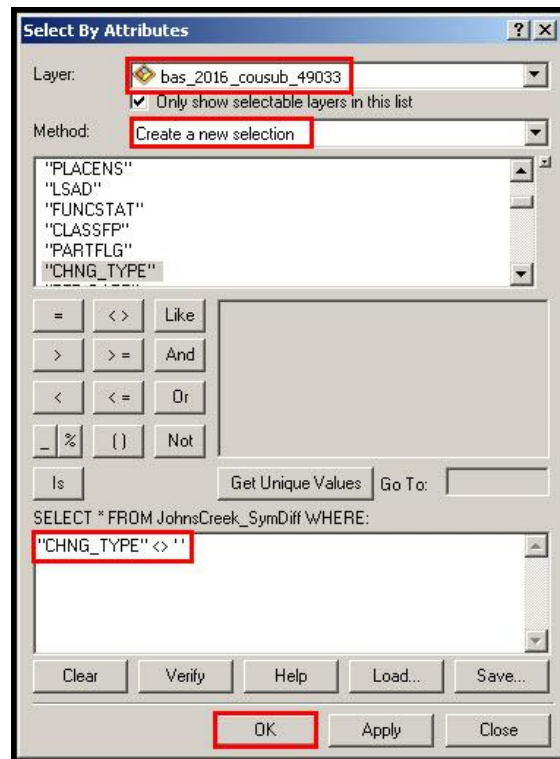 Select By Attributes ? X
Layer: bas_2016_cousub_49033
Only show selectable layers in this list
Method: Create a new selection
"PLACENS"
"LSAD"
"FUNCSTAT"
"CLASSFP"
"PARTFLG"
"CHNG_TYPE"
= < > Like
> > = And
< < = Or
_ % ( ) Not
Is Get Unique Values Go To:
SELECT * FROM JohnsCreek_SymDiff WHERE:
"CHNG_TYPE" <> ' '
Clear Verify Help Load... Save...
OK Apply Close